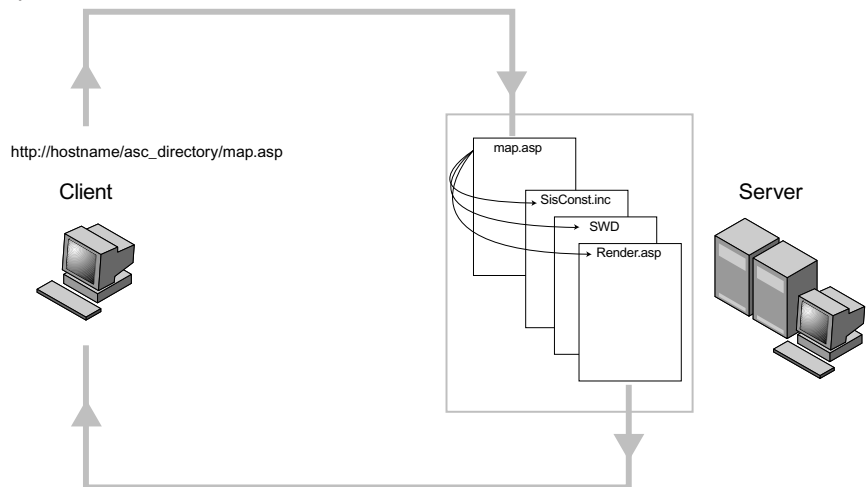 http://hostname/asc_directory/map.asp
Client
map.asp
SisConst.inc
SWD
Render.asp
Server